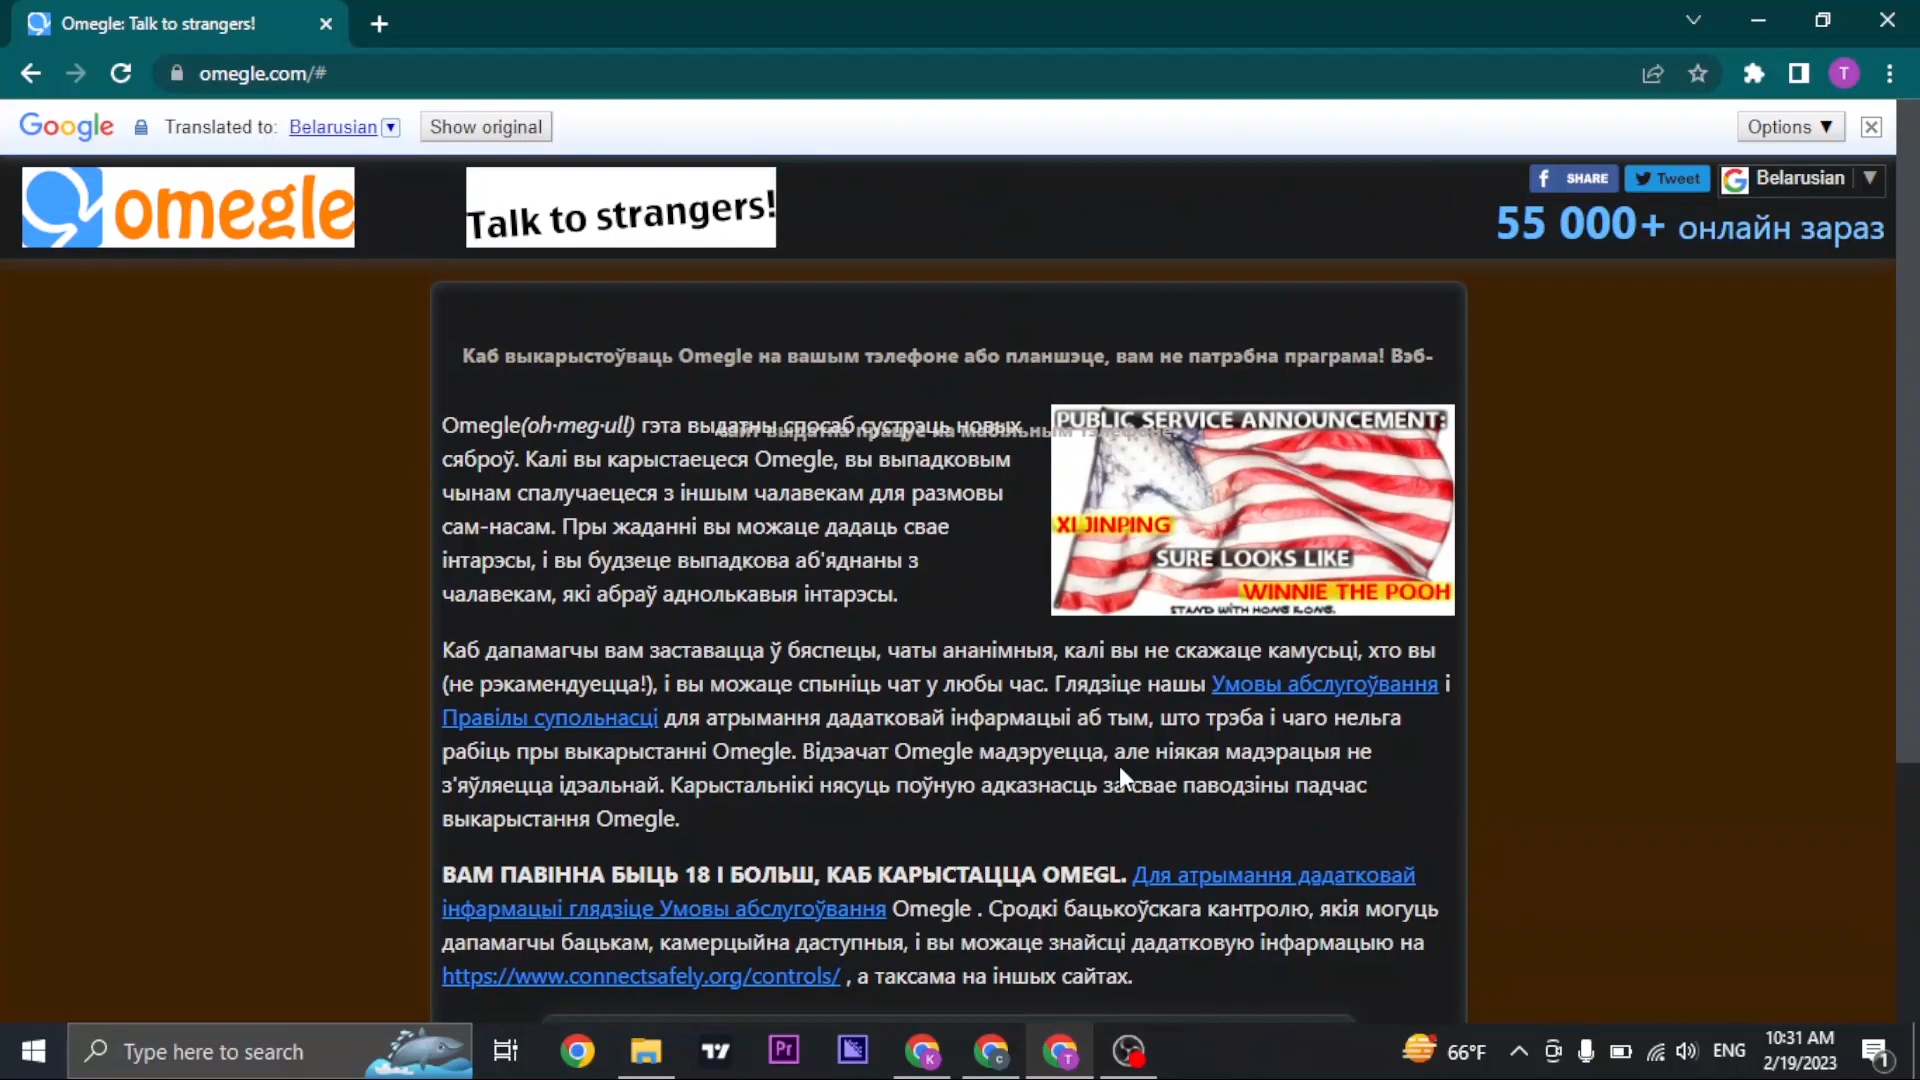 Omegle: Talk to strangers!
omegle.com/#
T
Google Translated to: Belarusian Show original Options ▼
omegle
Talk to strangers!
SHARE Tweet Belarusian
55 000+ онлайн зараз
Каб выкарыстоўваць Omegle на вашым тэлефоне або планшэце, вам не патрэбна праграма! Вэб-
сайт выдатна працуе на мабільным тэлефоне.
Omegle(oh·meg·ull) гэта выдатны спосаб сустрэць новых
сяброў. Калі вы карыстаецеся Omegle, вы выпадковым
чынам спалучаецеся з іншым чалавекам для размовы
сам-насам. Пры жаданні вы можаце дадаць свае
інтарэсы, і вы будзеце выпадкова аб'яднаны з
чалавекам, які абраў аднолькавыя інтарэсы.
PUBLIC SERVICE ANNOUNCEMENT:
XI JINPING
SURE LOOKS LIKE
WINNIE THE POOH
STAND WITH HONG KONG.
Каб дапамагчы вам заставацца ў бяспецы, чаты ананімныя, калі вы не скажаце камусьці, хто вы
(не рэкамендуецца!), і вы можаце спыніць чат у любы час. Глядзіце нашы Умовы абслугоўвання і
Правілы супольнасці для атрымання дадатковай інфармацыі аб тым, што трэба і чаго нельга
рабіць пры выкарыстанні Omegle. Відэачат Omegle мадэруецца, але ніякая мадэрацыя не
з'яўляецца ідэальнай. Карыстальнікі нясуць поўную адказнасць за свае паводзіны падчас
выкарыстання Omegle.
ВАМ ПАВІННА БЫЦЬ 18 І БОЛЬШ, КАБ КАРЫСТАЦЦА OMEGL. Для атрымання дадатковай
інфармацыі глядзіце Умовы абслугоўвання Omegle . Сродкі бацькоўскага кантролю, якія могуць
дапамагчы бацькам, камерцыйна даступныя, і вы можаце знайсці дадатковую інфармацыю на
https://www.connectsafely.org/controls/ , а таксама на іншых сайтах.
Type here to search
Pr
K
C
T
66°F
ENG
10:31 AM
2/19/2023
1